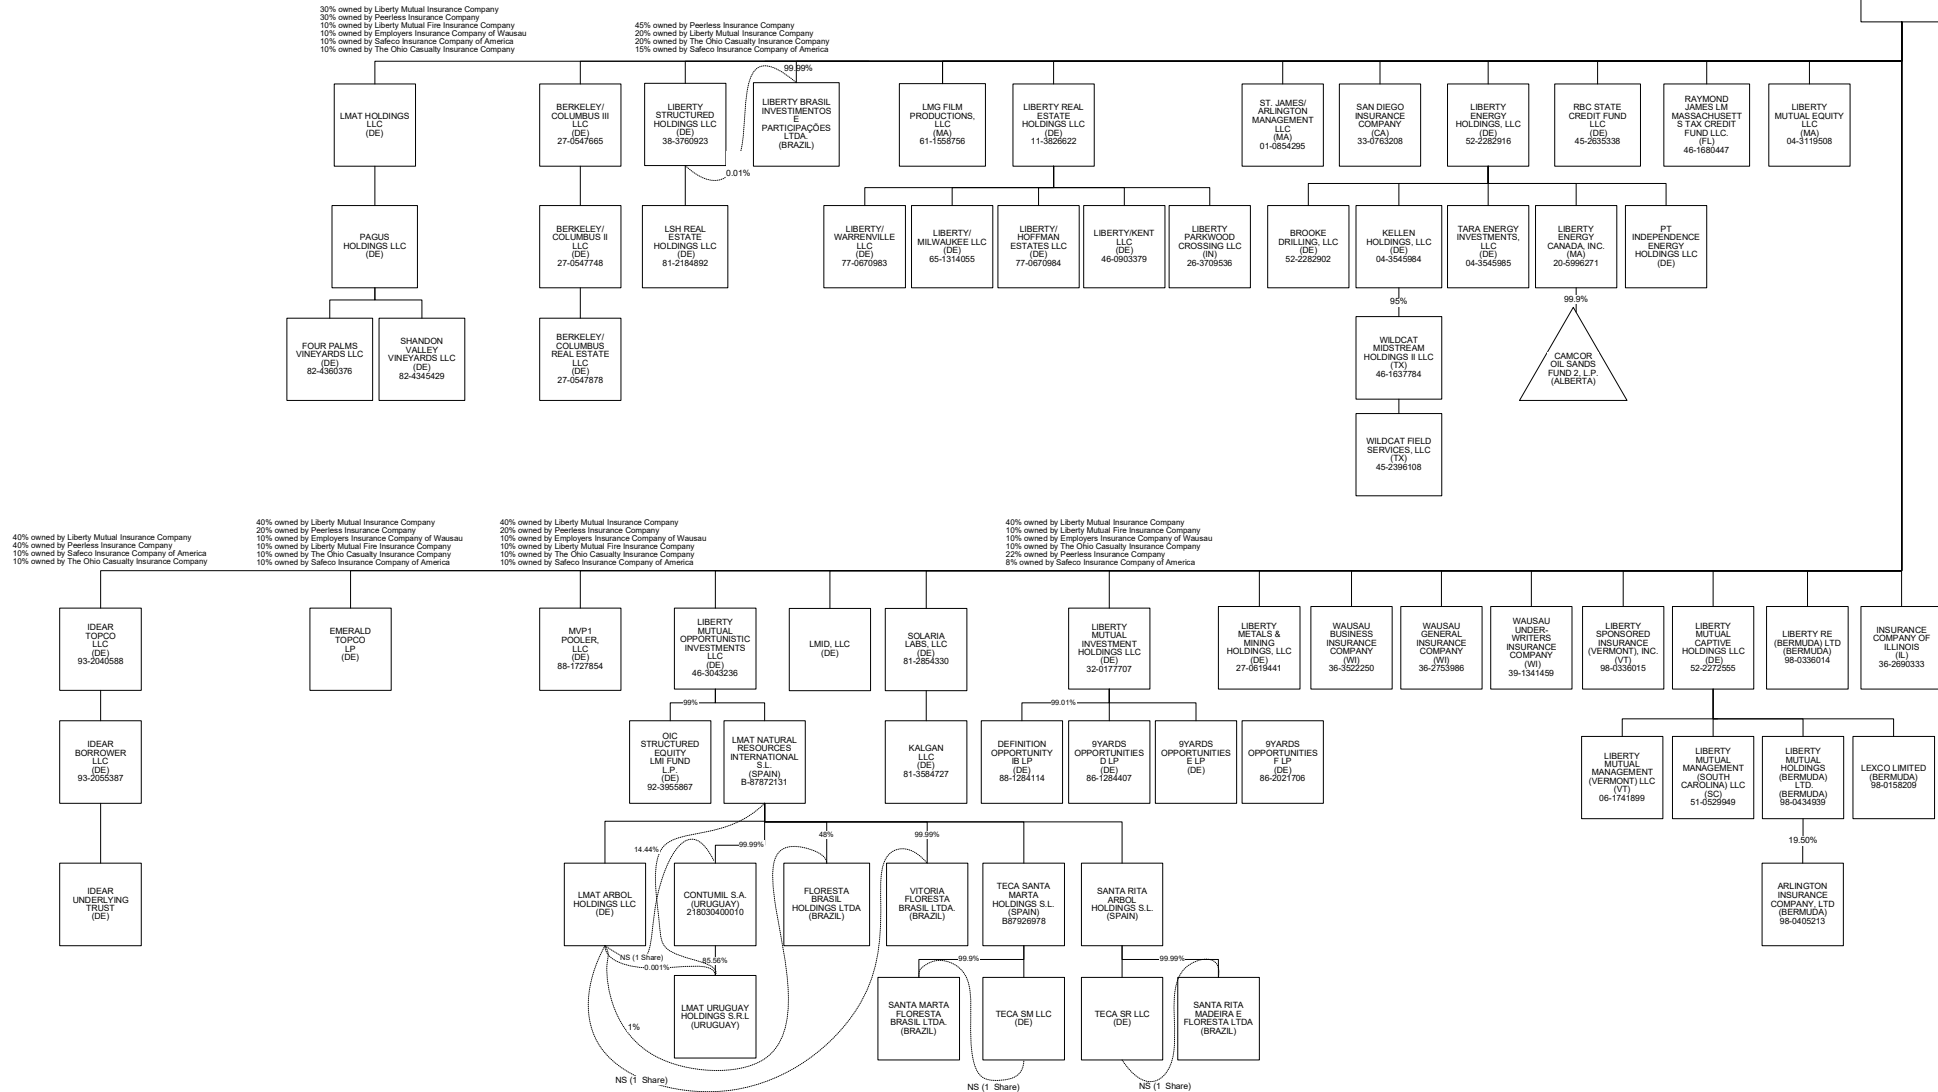 30% owned by Liberty Mutual Insurance Company
30% owned by Peerless Insurance Company
10% owned by Liberty Mutual Fire Insurance Company
10% owned by Employers Insurance Company of Wausau
10% owned by Safeco Insurance Company of America
10% owned by The Ohio Casualty Insurance Company
45% owned by Peerless Insurance Company
20% owned by Liberty Mutual Insurance Company
20% owned by The Ohio Casualty Insurance Company
15% owned by Safeco Insurance Company of America
99.99%
LMAT HOLDINGS
LLC
(DE)
BERKELEY/
COLUMBUS III
LLC
(DE)
27-0547665
LIBERTY
STRUCTURED
HOLDINGS LLC
(DE)
38-3760923
LIBERTY BRASIL
INVESTIMENTOS
E
PARTICIPAÇÕES
LTDA.
(BRAZIL)
LMG FILM
PRODUCTIONS,
LLC
(MA)
61-1558756
LIBERTY REAL
ESTATE
HOLDINGS LLC
(DE)
11-3826622
ST. JAMES/
ARLINGTON
MANAGEMENT
LLC
(MA)
01-0854295
SAN DIEGO
INSURANCE
COMPANY
(CA)
33-0763208
LIBERTY
ENERGY
HOLDINGS, LLC
(DE)
52-2282916
RBC STATE
CREDIT FUND
LLC
(DE)
45-2635338
RAYMOND
JAMES LM
MASSACHUSETT
S TAX CREDIT
FUND LLC.
(FL)
46-1680447
LIBERTY
MUTUAL EQUITY
LLC
(MA)
04-3119508
0.01%
PAGUS
HOLDINGS LLC
(DE)
BERKELEY/
COLUMBUS II
LLC
(DE)
27-0547748
LSH REAL
ESTATE
HOLDINGS LLC
(DE)
81-2184892
LIBERTY/
WARRENVILLE
LLC
(DE)
77-0670983
LIBERTY/
MILWAUKEE LLC
(DE)
65-1314055
LIBERTY/
HOFFMAN
ESTATES LLC
(DE)
77-0670984
LIBERTY/KENT
LLC
(DE)
46-0903379
LIBERTY
PARKWOOD
CROSSING LLC
(IN)
26-3709536
BROOKE
DRILLING, LLC
(DE)
52-2282902
KELLEN
HOLDINGS, LLC
(DE)
04-3545984
TARA ENERGY
INVESTMENTS,
LLC
(DE)
04-3545985
LIBERTY
ENERGY
CANADA, INC.
(MA)
20-5996271
PT
INDEPENDENCE
ENERGY
HOLDINGS LLC
(DE)
95%
99.9%
FOUR PALMS
VINEYARDS LLC
(DE)
82-4360376
SHANDON
VALLEY
VINEYARDS LLC
(DE)
82-4345429
BERKELEY/
COLUMBUS
REAL ESTATE
LLC
(DE)
27-0547878
WILDCAT
MIDSTREAM
HOLDINGS II LLC
(TX)
46-1637784
CAMCOR
OIL SANDS
FUND 2, L.P.
(ALBERTA)
WILDCAT FIELD
SERVICES, LLC
(TX)
45-2396108
40% owned by Liberty Mutual Insurance Company
40% owned by Peerless Insurance Company
10% owned by Safeco Insurance Company of America
10% owned by The Ohio Casualty Insurance Company
40% owned by Liberty Mutual Insurance Company
20% owned by Peerless Insurance Company
10% owned by Employers Insurance Company of Wausau
10% owned by Liberty Mutual Fire Insurance Company
10% owned by The Ohio Casualty Insurance Company
10% owned by Safeco Insurance Company of America
40% owned by Liberty Mutual Insurance Company
20% owned by Peerless Insurance Company
10% owned by Employers Insurance Company of Wausau
10% owned by Liberty Mutual Fire Insurance Company
10% owned by The Ohio Casualty Insurance Company
10% owned by Safeco Insurance Company of America
40% owned by Liberty Mutual Insurance Company
10% owned by Liberty Mutual Fire Insurance Company
10% owned by Employers Insurance Company of Wausau
10% owned by The Ohio Casualty Insurance Company
22% owned by Peerless Insurance Company
8% owned by Safeco Insurance Company of America
IDEAR
TOPCO
LLC
(DE)
93-2040588
EMERALD
TOPCO
LP
(DE)
MVP1
POOLER,
LLC
(DE)
88-1727854
LIBERTY
MUTUAL
OPPORTUNISTIC
INVESTMENTS
LLC
(DE)
46-3043236
LMID, LLC
(DE)
SOLARIA
LABS, LLC
(DE)
81-2854330
LIBERTY
MUTUAL
INVESTMENT
HOLDINGS LLC
(DE)
32-0177707
LIBERTY
METALS &
MINING
HOLDINGS, LLC
(DE)
27-0619441
WAUSAU
BUSINESS
INSURANCE
COMPANY
(WI)
36-3522250
WAUSAU
GENERAL
INSURANCE
COMPANY
(WI)
36-2753986
WAUSAU
UNDER-
WRITERS
INSURANCE
COMPANY
(WI)
39-1341459
LIBERTY
SPONSORED
INSURANCE
(VERMONT), INC.
(VT)
98-0336015
LIBERTY
MUTUAL
CAPTIVE
HOLDINGS LLC
(DE)
52-2272555
LIBERTY RE
(BERMUDA) LTD
(BERMUDA)
98-0336014
INSURANCE
COMPANY OF
ILLINOIS
(IL)
36-2690333
99%
99.01%
IDEAR
BORROWER
LLC
(DE)
93-2055387
OIC
STRUCTURED
EQUITY
LMI FUND
L.P.
(DE)
92-3955867
LMAT NATURAL
RESOURCES
INTERNATIONAL
S.L.
(SPAIN)
B-87872131
KALGAN
LLC
(DE)
81-3584727
DEFINITION
OPPORTUNITY
IB LP
(DE)
88-1284114
9YARDS
OPPORTUNITIES
D LP
(DE)
86-1284407
9YARDS
OPPORTUNITIES
E LP
(DE)
9YARDS
OPPORTUNITIES
F LP
(DE)
86-2021706
LIBERTY
MUTUAL
MANAGEMENT
(VERMONT) LLC
(VT)
06-1741899
LIBERTY
MUTUAL
MANAGEMENT
(SOUTH
CAROLINA) LLC
(SC)
51-0529949
LIBERTY
MUTUAL
HOLDINGS
(BERMUDA)
LTD.
(BERMUDA)
98-0434939
LEXCO LIMITED
(BERMUDA)
98-0158209
14.44%
99.99%
48%
99.99%
19.50%
IDEAR
UNDERLYING
TRUST
(DE)
LMAT ARBOL
HOLDINGS LLC
(DE)
CONTUMIL S.A.
(URUGUAY)
218030400010
FLORESTA
BRASIL
HOLDINGS LTDA
(BRAZIL)
VITORIA
FLORESTA
BRASIL LTDA.
(BRAZIL)
TECA SANTA
MARTA
HOLDINGS S.L.
(SPAIN)
B87926978
SANTA RITA
ARBOL
HOLDINGS S.L.
(SPAIN)
ARLINGTON
INSURANCE
COMPANY, LTD
(BERMUDA)
98-0405213
NS (1 Share)
0.001%
85.56%
99.9%
99.99%
LMAT URUGUAY
HOLDINGS S.R.L
(URUGUAY)
SANTA MARTA
FLORESTA
BRASIL LTDA.
(BRAZIL)
TECA SM LLC
(DE)
TECA SR LLC
(DE)
SANTA RITA
MADEIRA E
FLORESTA LTDA
(BRAZIL)
1%
NS (1 Share)
NS (1 Share)
NS (1 Share)